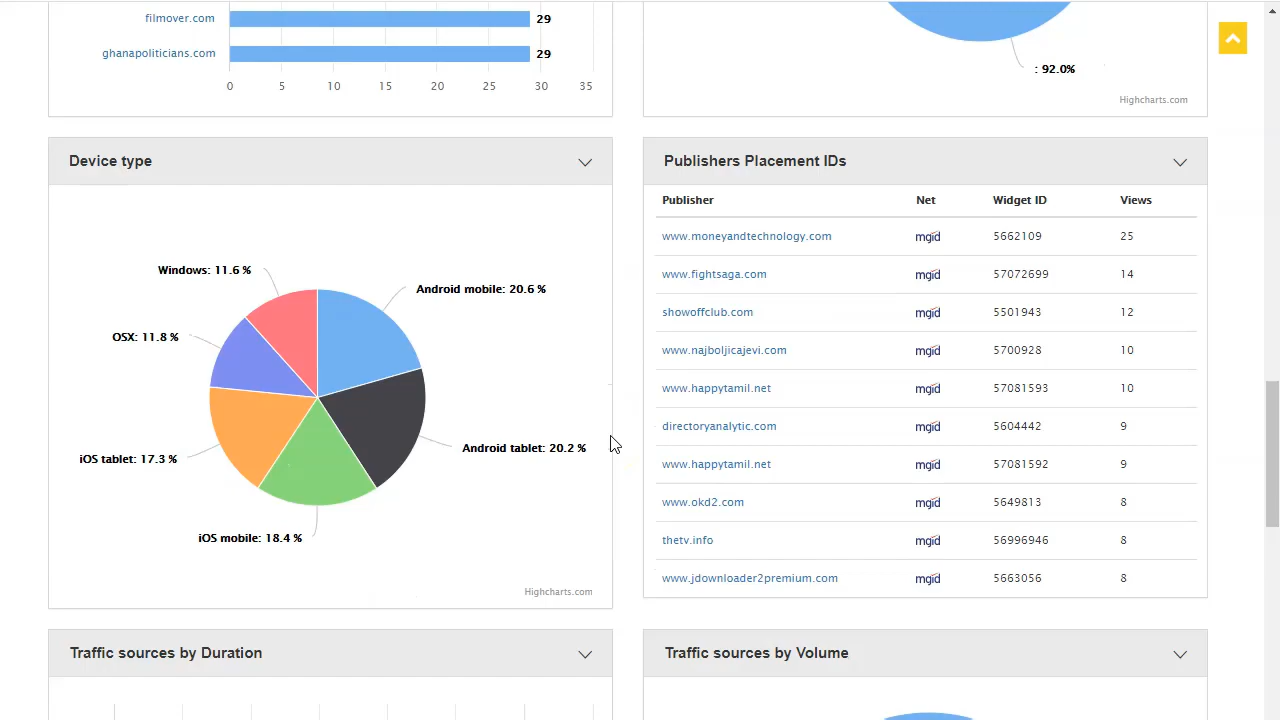 filmover.com 29
ghanapoliticians.com 29
0 5 10 15 20 25 30 35
: 92.0%
Highcharts.com
Device type
Windows: 11.6 %
Android mobile: 20.6 %
OSX: 11.8 %
Android tablet: 20.2 %
iOS tablet: 17.3 %
iOS mobile: 18.4 %
Highcharts.com
Publishers Placement IDs
Publisher Net Widget ID Views
www.moneyandtechnology.com mgid 5662109 25
www.fightsaga.com mgid 57072699 14
showoffclub.com mgid 5501943 12
www.najboljicajevi.com mgid 5700928 10
www.happytamil.net mgid 57081593 10
directoryanalytic.com mgid 5604442 9
www.happytamil.net mgid 57081592 9
www.okd2.com mgid 5649813 8
thetv.info mgid 56996946 8
www.jdownloader2premium.com mgid 5663056 8
Traffic sources by Duration
Traffic sources by Volume